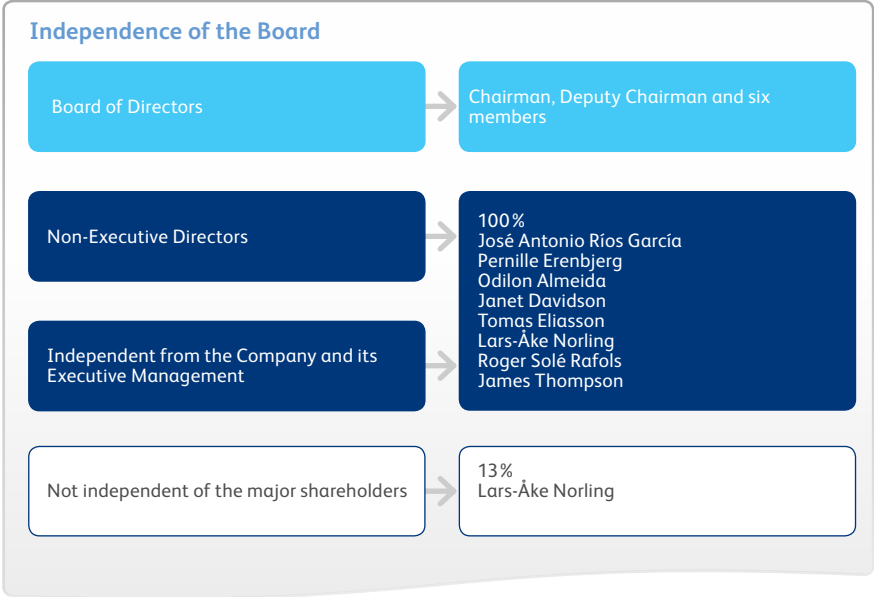 Independence of the Board
Board of Directors
Chairman, Deputy Chairman and six
members
Non-Executive Directors
100%
José Antonio Ríos García
Pernille Erenbjerg
Odilon Almeida
Janet Davidson
Tomas Eliasson
Lars-Åke Norling
Roger Solé Rafols
James Thompson
Independent from the Company and its
Executive Management
Not independent of the major shareholders
13%
Lars-Åke Norling